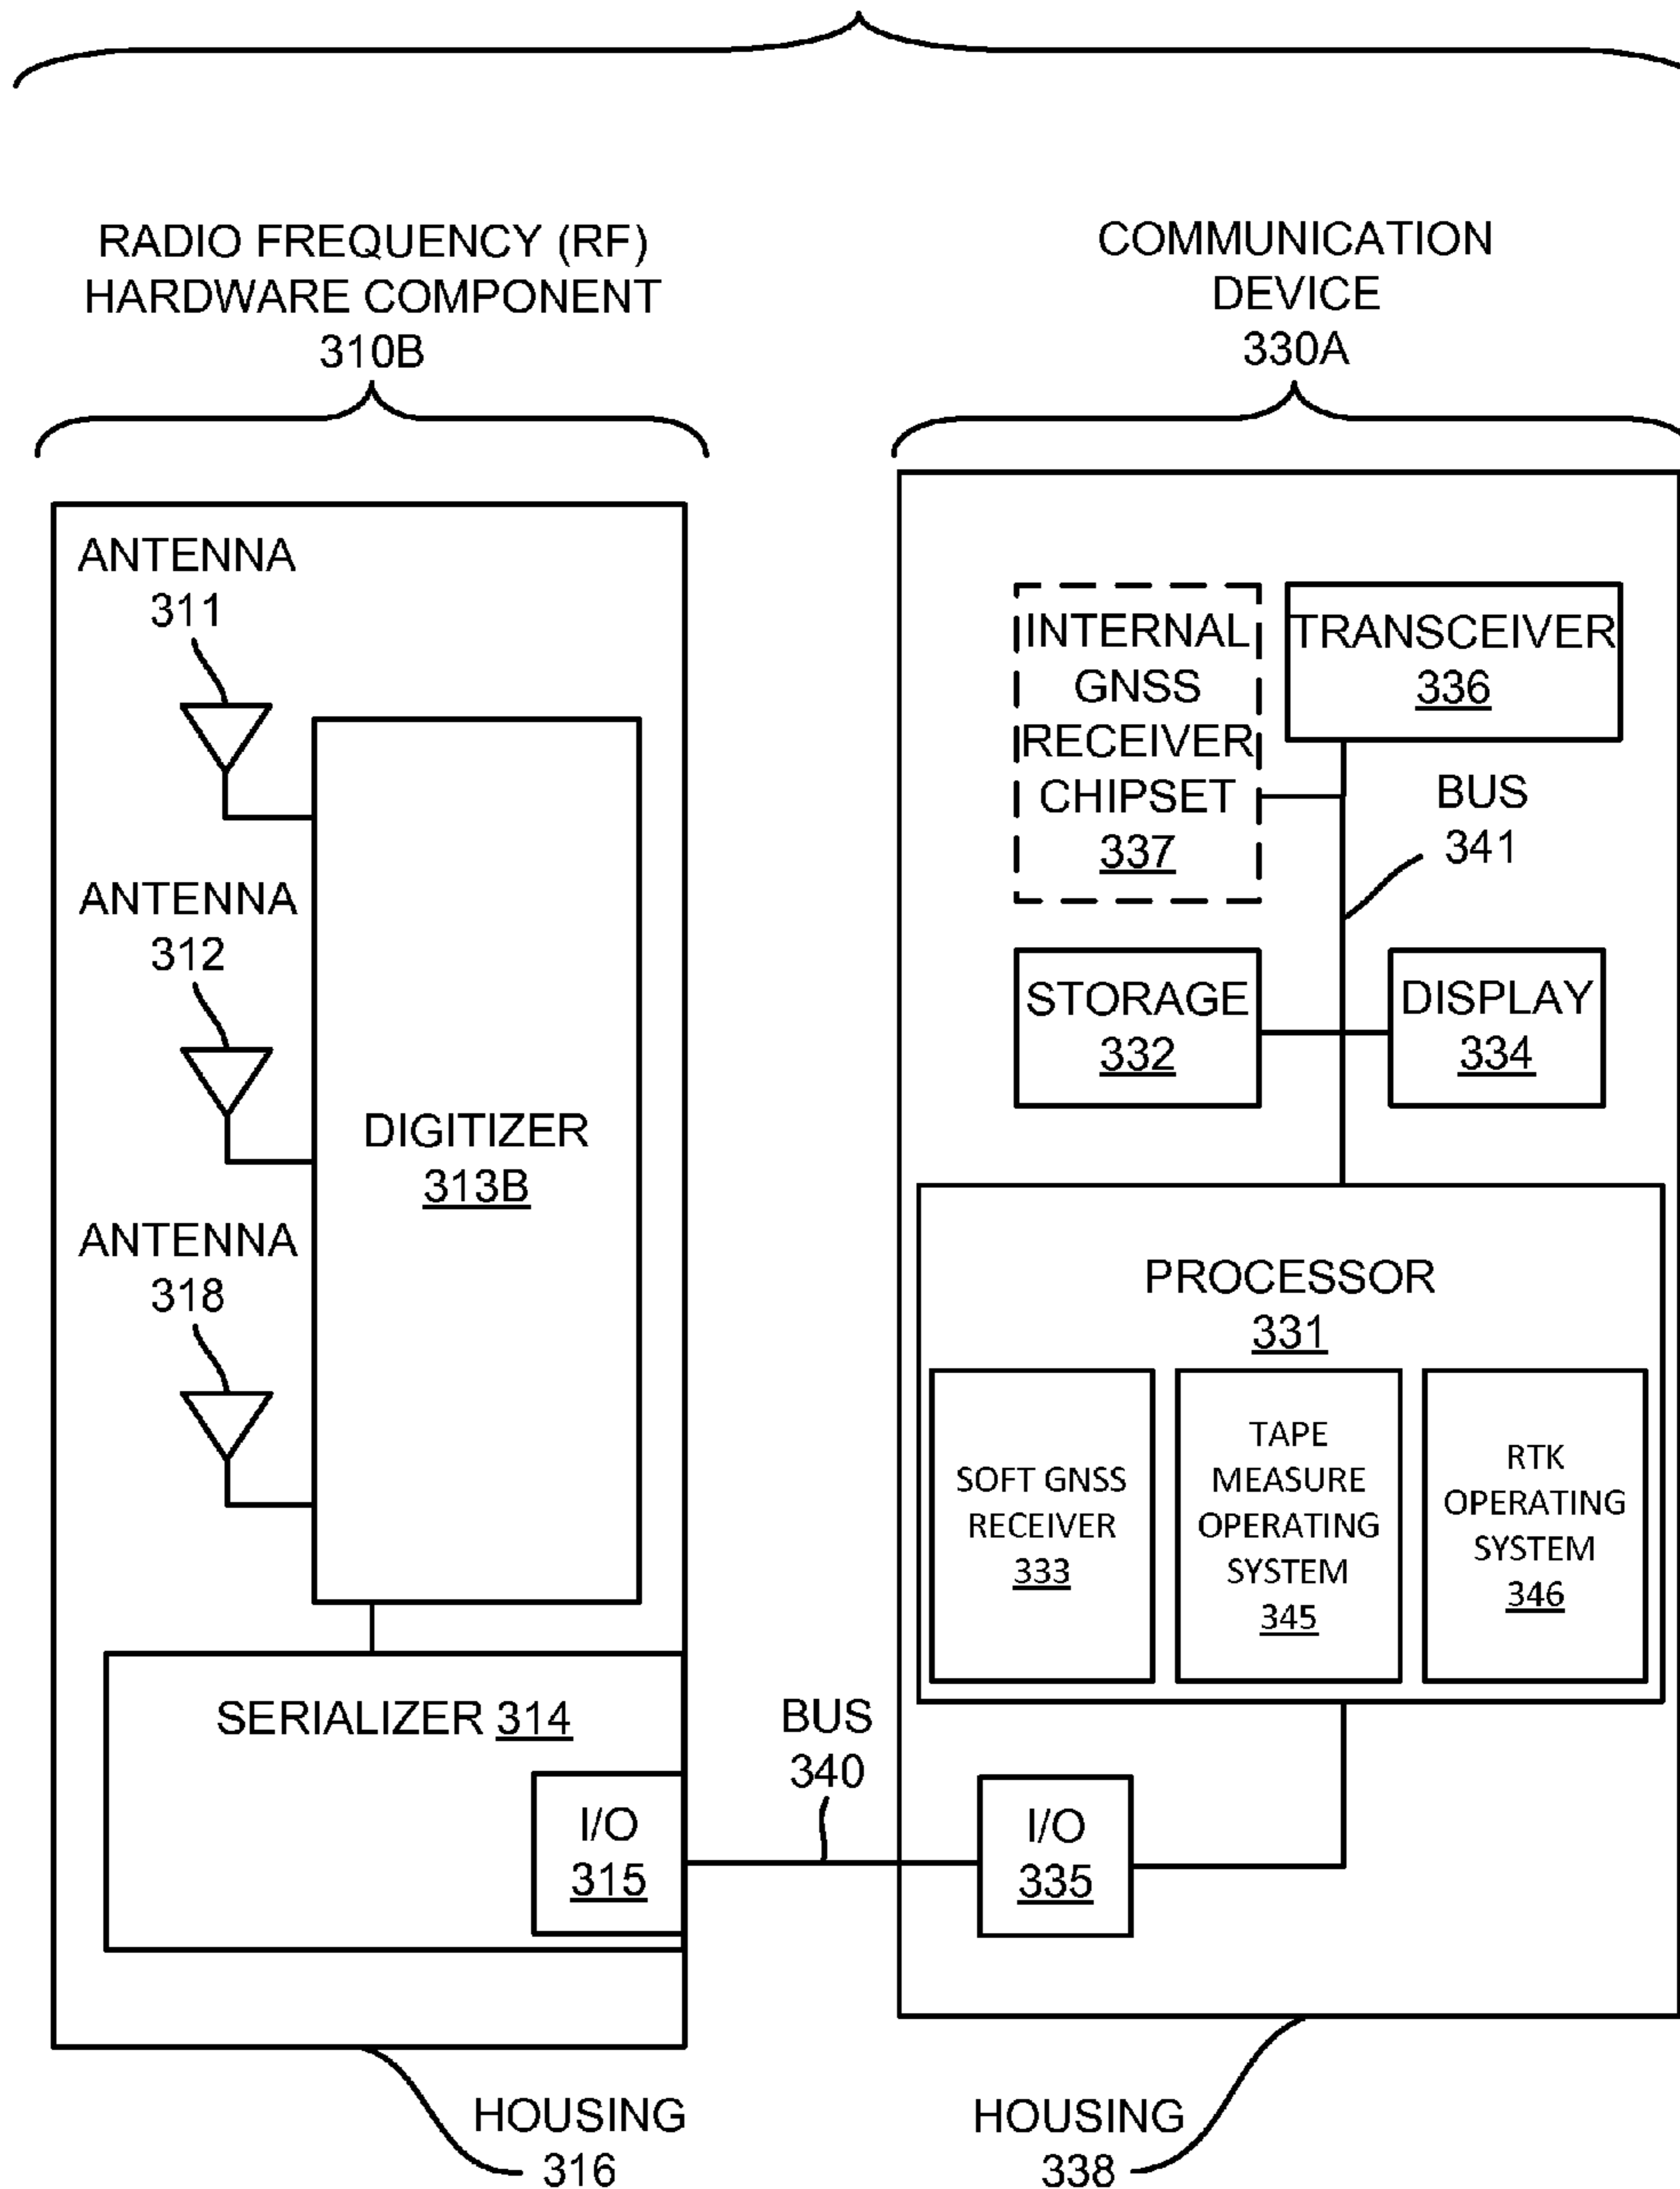 RADIO FREQUENCY (RF)
HARDWARE COMPONENT
310B
COMMUNICATION
DEVICE
330A
ANTENNA
311
ANTENNA
312
ANTENNA
318
DIGITIZER
313B
SERIALIZER 314
I/O
315
HOUSING
316
BUS
340
INTERNAL
GNSS
RECEIVER
CHIPSET
337
TRANSCEIVER
336
BUS
341
STORAGE
332
DISPLAY
334
PROCESSOR
331
SOFT GNSS
RECEIVER
333
TAPE
MEASURE
OPERATING
SYSTEM
345
RTK
OPERATING
SYSTEM
346
I/O
335
HOUSING
338